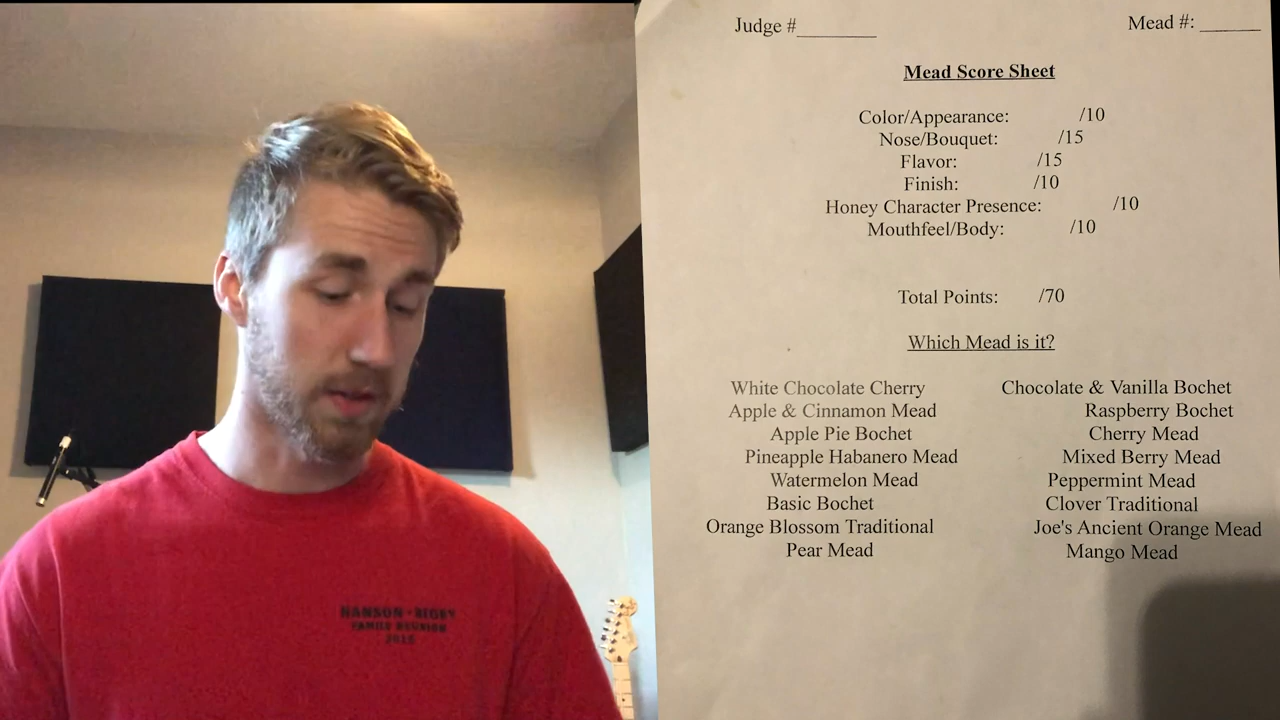 Judge #_______ Mead #: ______
Mead Score Sheet
Color/Appearance: /10
Nose/Bouquet: /15
Flavor: /15
Finish: /10
Honey Character Presence: /10
Mouthfeel/Body: /10
Total Points: /70
Which Mead is it?
White Chocolate Cherry Chocolate & Vanilla Bochet
Apple & Cinnamon Mead Raspberry Bochet
Apple Pie Bochet Cherry Mead
Pineapple Habanero Mead Mixed Berry Mead
Watermelon Mead Peppermint Mead
Basic Bochet Clover Traditional
Orange Blossom Traditional Joe's Ancient Orange Mead
Pear Mead Mango Mead
HANSON · RIGBY
FAMILY REUNION